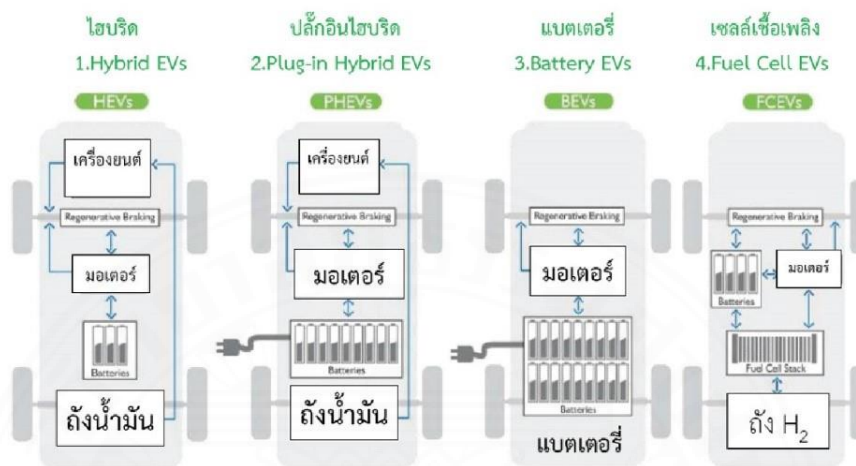 ไฮบริด
1.Hybrid EVs
HEVs
เครื่องยนต์
Regenerative Braking
มอเตอร์
Batteries
ถังน้ำมัน
ปลั๊กอินไฮบริด
2.Plug-in Hybrid EVs
PHEVs
เครื่องยนต์
Regenerative Braking
มอเตอร์
Batteries
ถังน้ำมัน
แบตเตอรี่
3.Battery EVs
BEVs
Regenerative Braking
มอเตอร์
Batteries
แบตเตอรี่
เซลล์เชื้อเพลิง
4.Fuel Cell EVs
FCEVs
Regenerative Braking
มอเตอร์
Batteries
Fuel Cell Stack
ถัง H₂